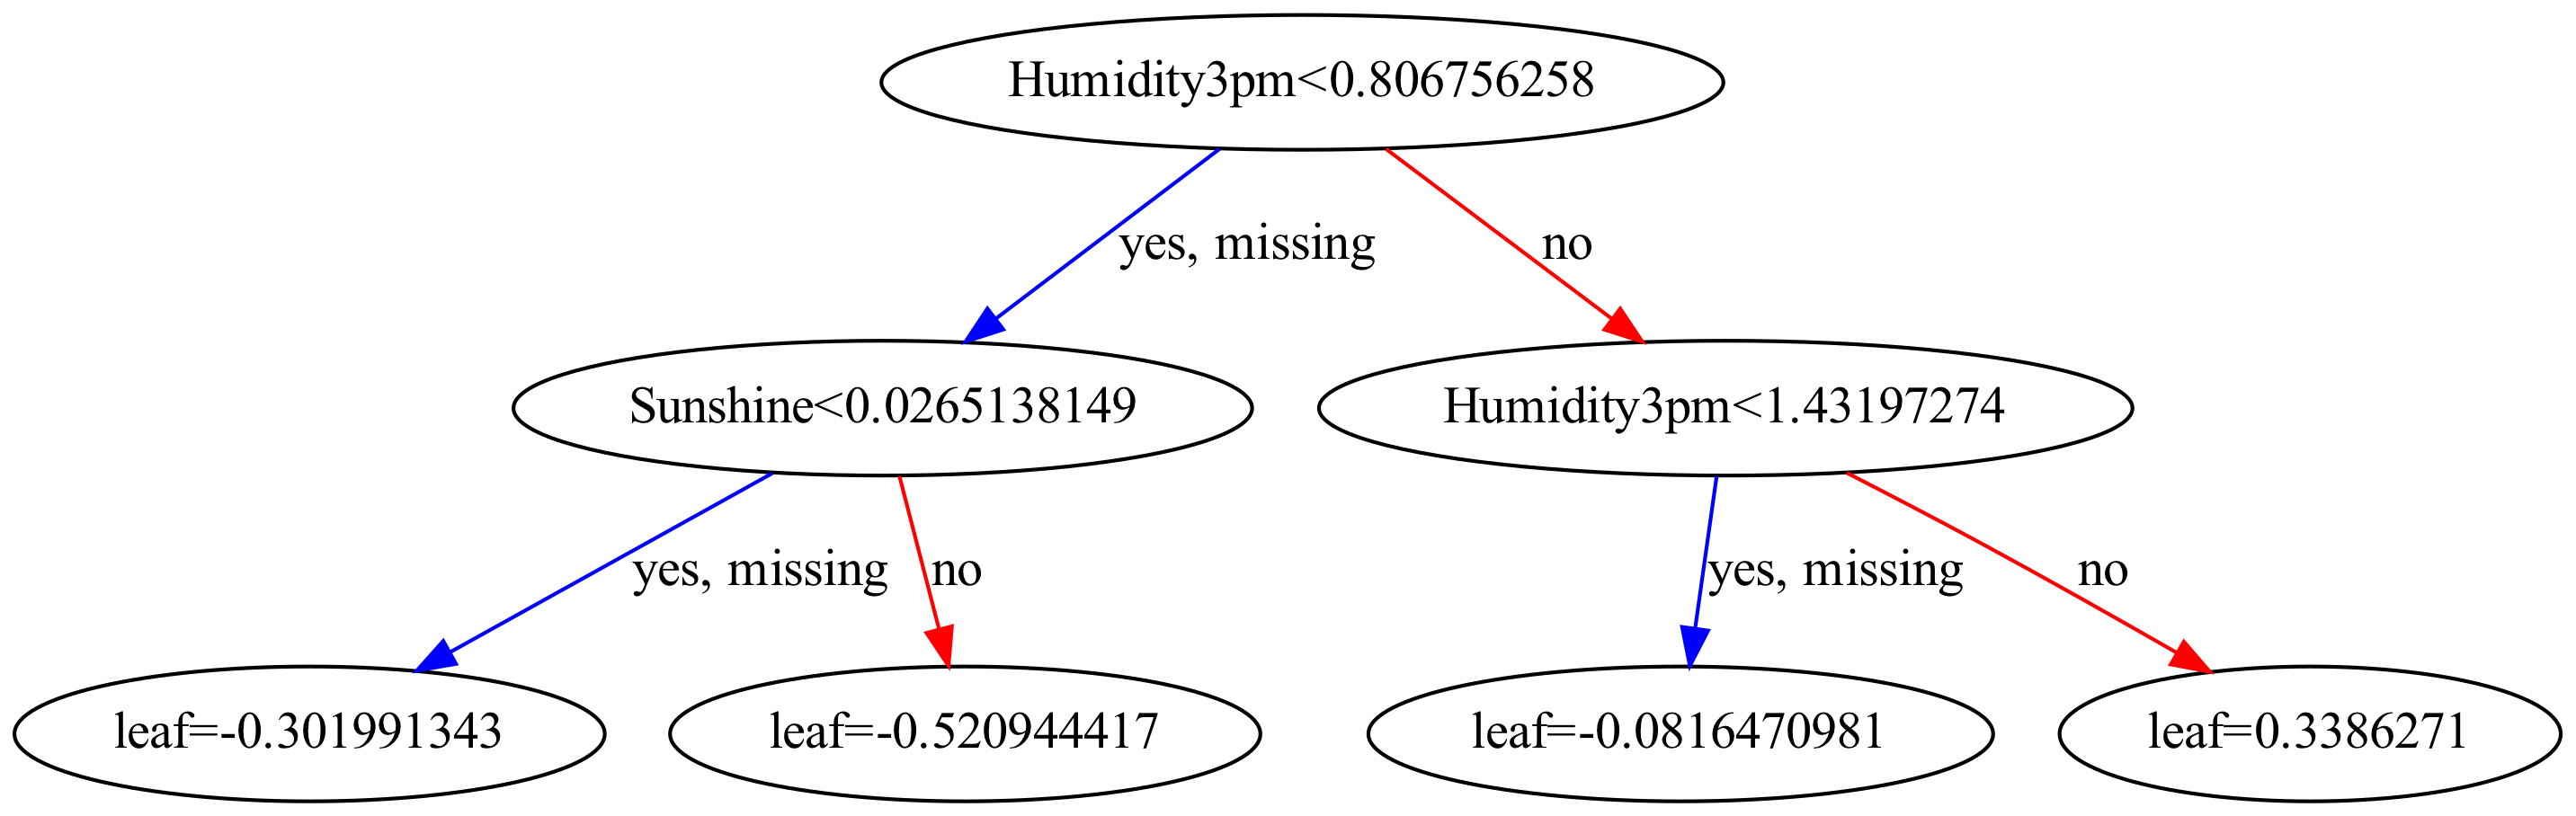 Humidity3pm<0.806756258
yes, missing
no
Sunshine<0.0265138149
Humidity3pm<1.43197274
yes, missing
no
yes, missing
no
leaf=-0.301991343
leaf=-0.520944417
leaf=-0.0816470981
leaf=0.3386271